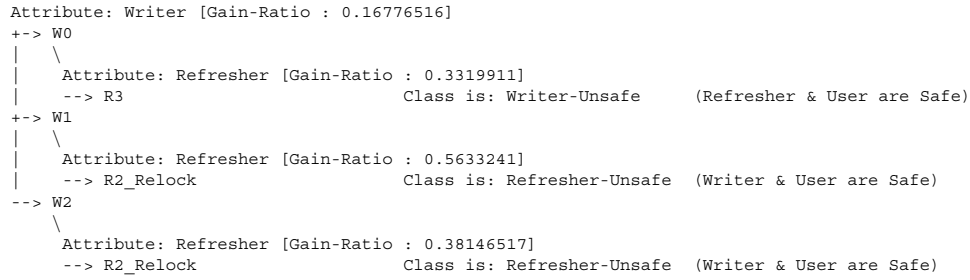 Attribute: Writer [Gain-Ratio : 0.16776516]
+-> W0
|   \
|    Attribute: Refresher [Gain-Ratio : 0.3319911]
|    --> R3                    Class is: Writer-Unsafe    (Refresher & User are Safe)
+-> W1
|   \
|    Attribute: Refresher [Gain-Ratio : 0.5633241]
|    --> R2_Relock             Class is: Refresher-Unsafe (Writer & User are Safe)
--> W2
    \
     Attribute: Refresher [Gain-Ratio : 0.38146517]
     --> R2_Relock             Class is: Refresher-Unsafe (Writer & User are Safe)